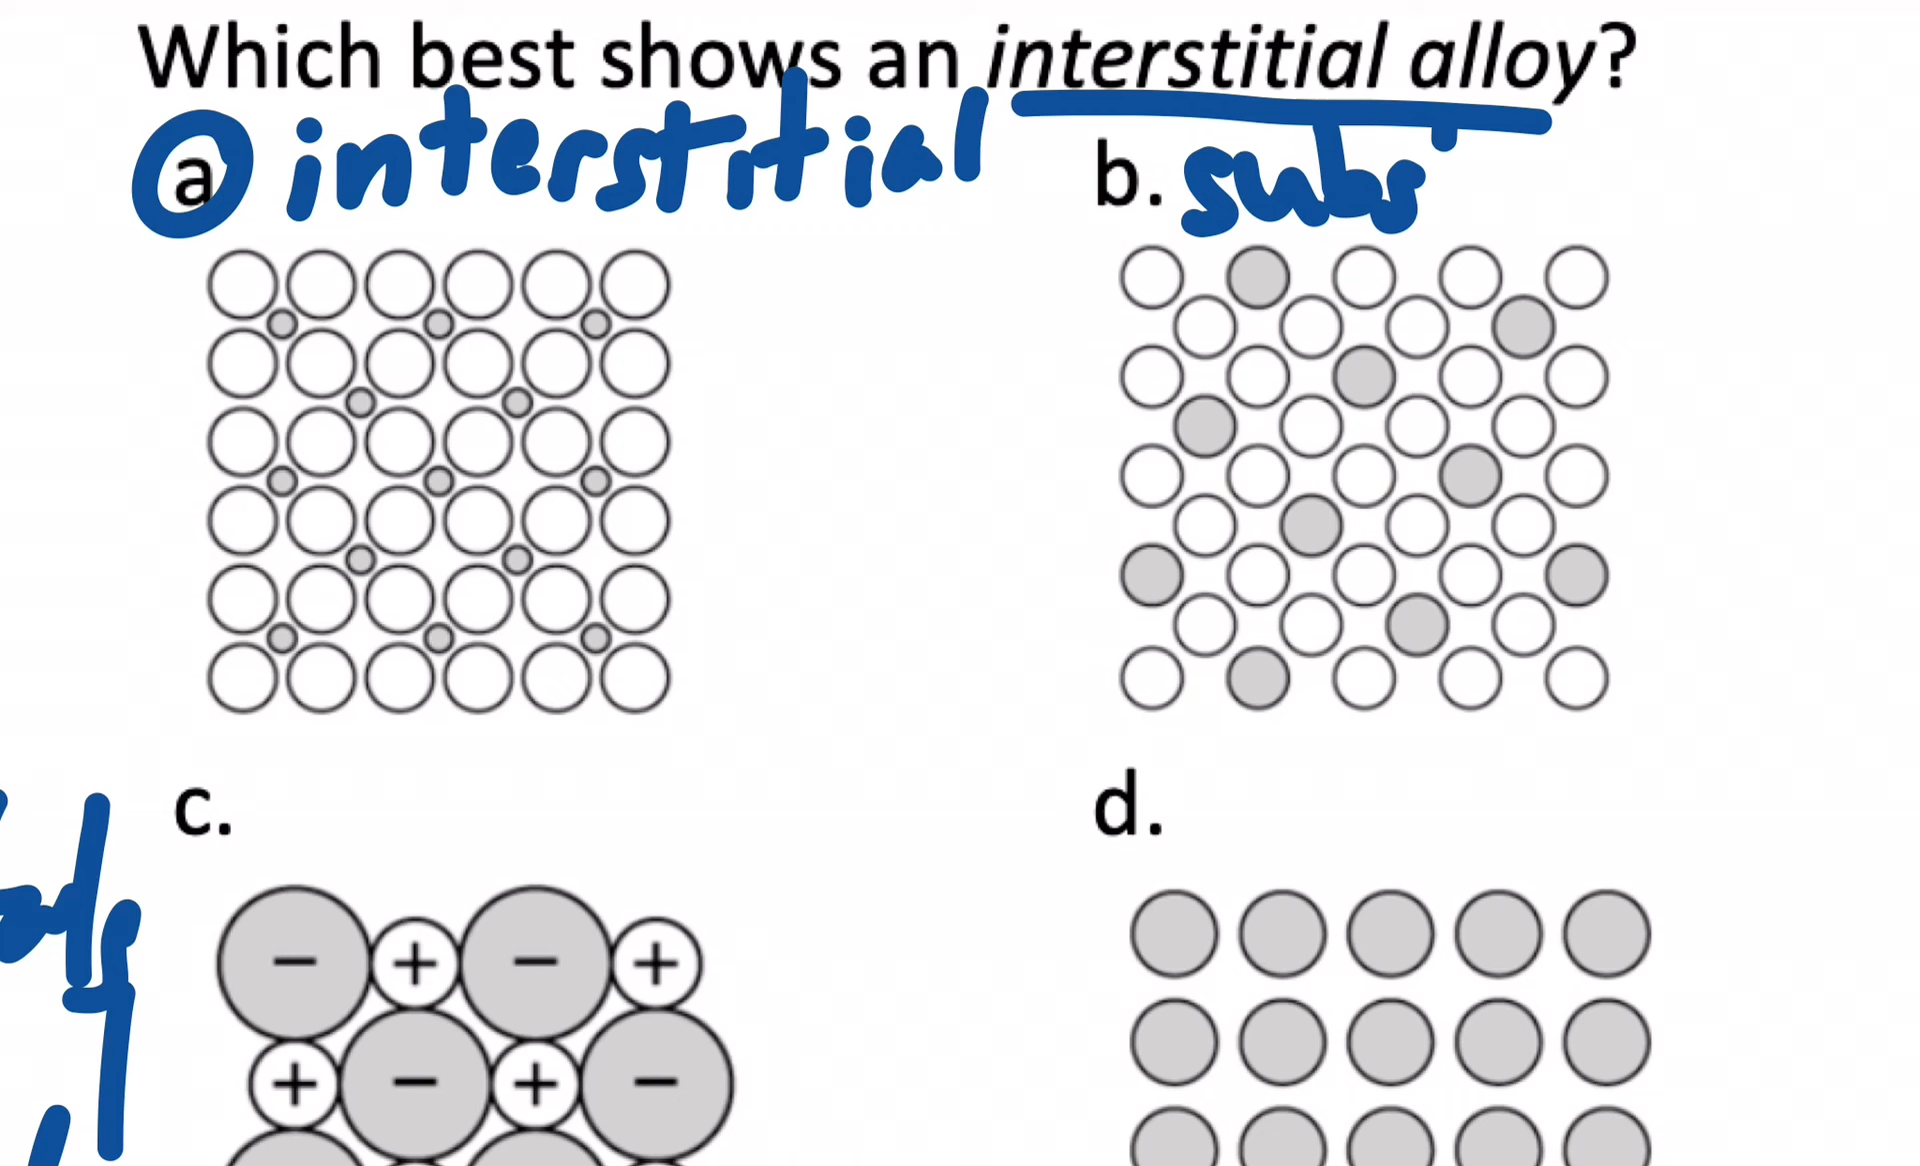 Which best shows an interstitial alloy?
a interstitial
b. subs
c.
d.
− + − +
+ − + −